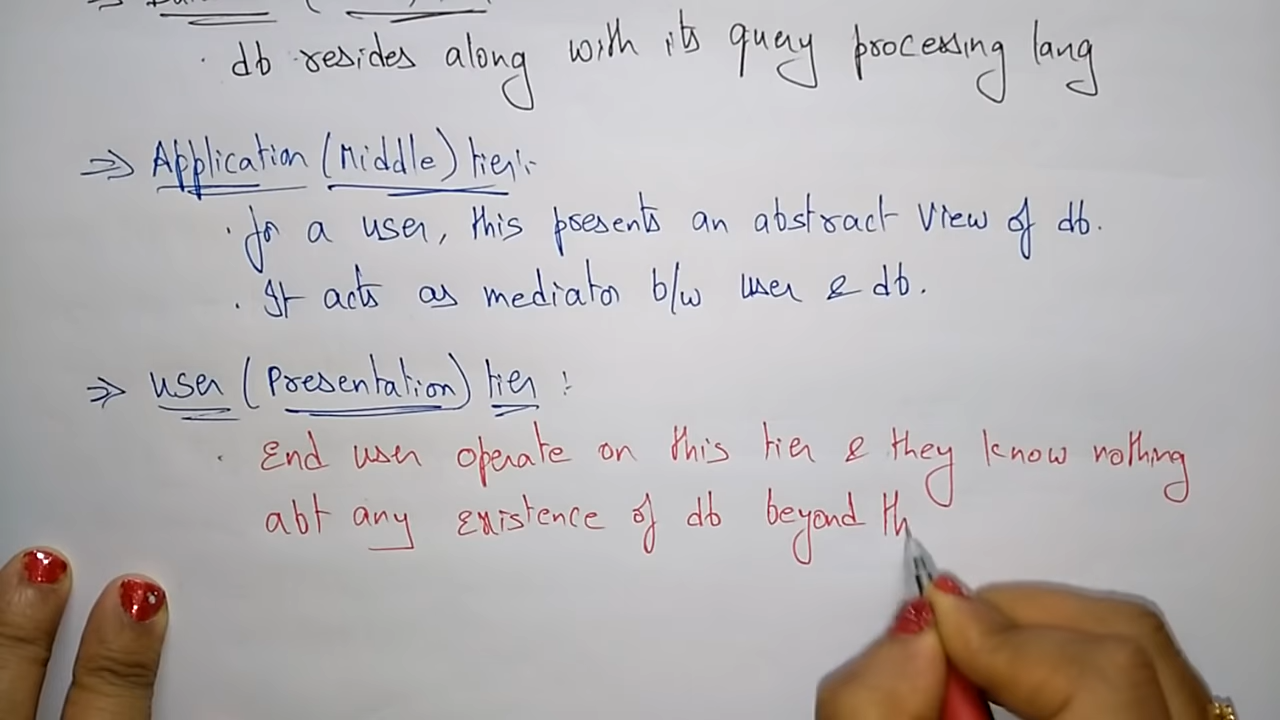 db resides along with its query processing lang
⇒ Application (Middle) tier:-
. for a user, this presents an abstract view of db.
. It acts as mediator b/w user & db.
⇒ User (Presentation) tier :
. End user operate on this tier & they know nothing
abt any existence of db beyond th